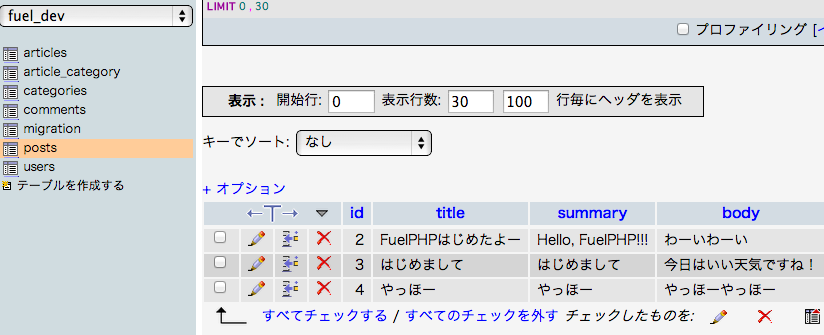 fuel_dev
articles
article_category
categories
comments
migration
posts
users
テーブルを作成する
LIMIT 0 , 30
プロファイリング [
表示 : 開始行: 0 表示行数: 30 100 行毎にヘッダを表示
キーでソート: なし
+ オプション
←T→ id title summary body
2 FuelPHPはじめたよー Hello, FuelPHP!!! わーいわーい
3 はじめまして はじめまして 今日はいい天気ですね！
4 やっほー やっほー やっほーやっほー
すべてチェックする / すべてのチェックを外す チェックしたものを: